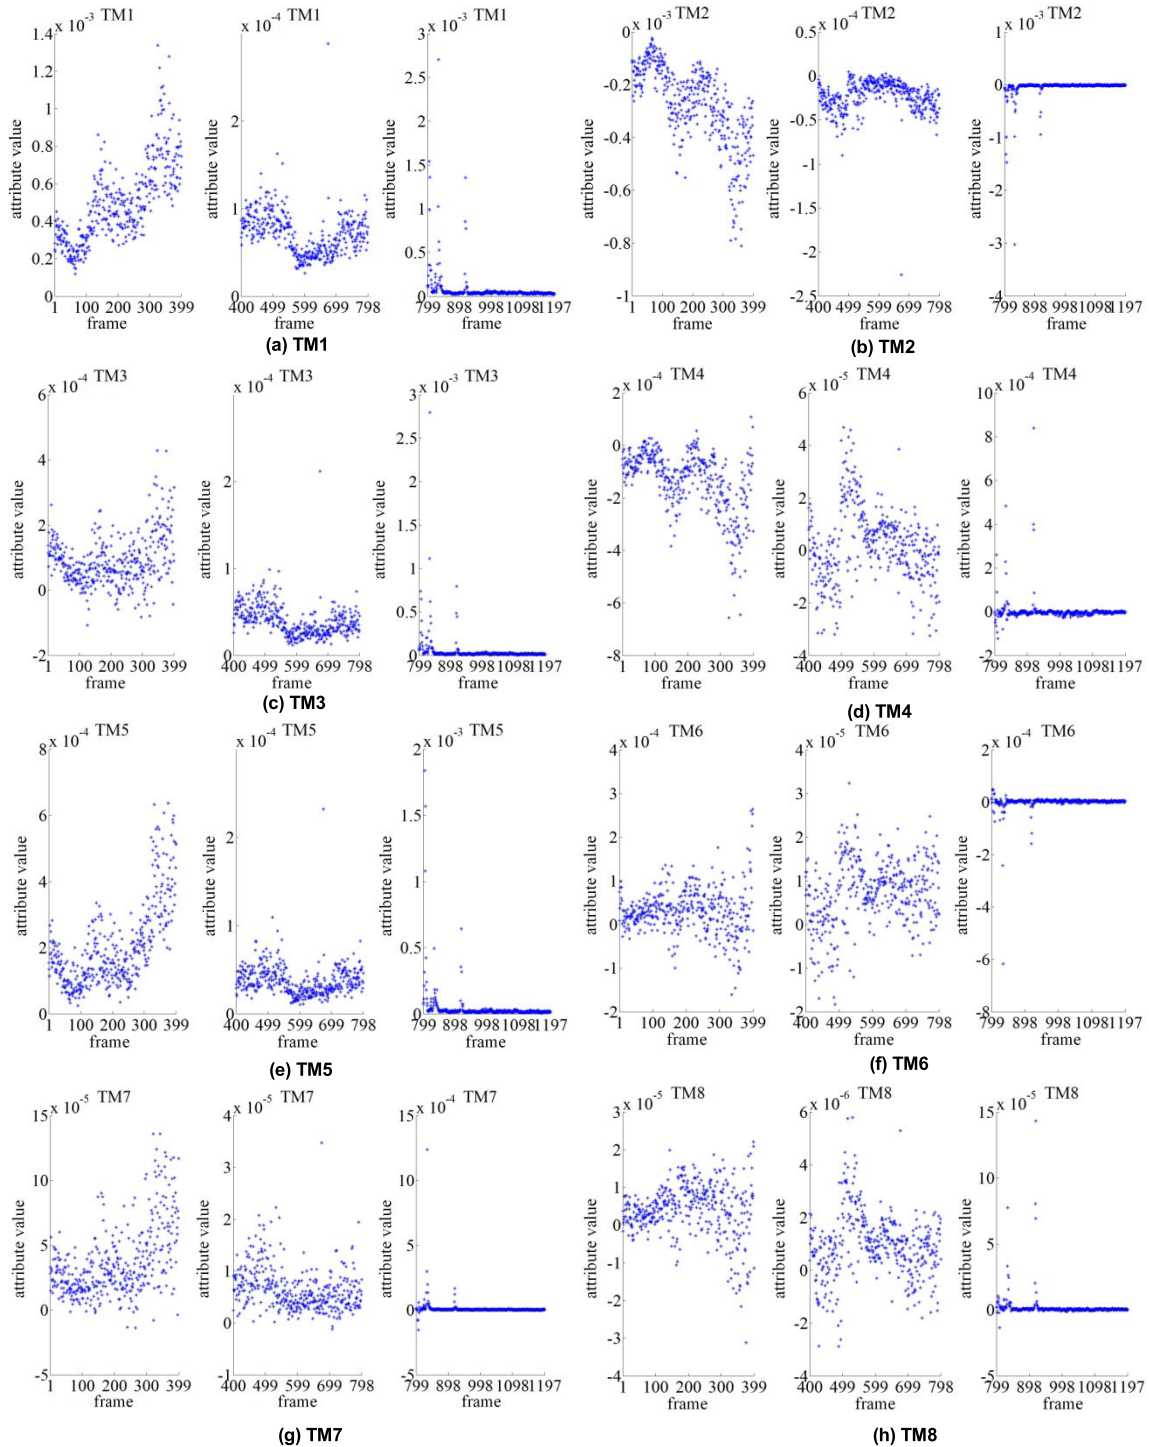 x 10⁻³ TM1
x 10⁻⁴ TM1
x 10⁻³ TM1
1.4
1.2
1
0.8
0.6
0.4
0.2
0
attribute value
1 100 200 300 399
frame
2
1
0
attribute value
400 499 599 699 798
frame
3
2.5
2
1.5
1
0.5
0
attribute value
799 898 998 1098 1197
frame
(a) TM1
x 10⁻³ TM2
x 10⁻⁴ TM2
x 10⁻³ TM2
0
-0.2
-0.4
-0.6
-0.8
-1
attribute value
1 100 200 300 399
frame
0.5
0
-0.5
-1
-1.5
-2
-2.5
attribute value
400 499 599 699 798
frame
1
0
-1
-2
-3
-4
attribute value
799 898 998 1098 1197
frame
(b) TM2
x 10⁻⁴ TM3
x 10⁻⁴ TM3
x 10⁻³ TM3
6
4
2
0
-2
attribute value
1 100 200 300 399
frame
2
1
0
attribute value
400 499 599 699 798
frame
3
2.5
2
1.5
1
0.5
0
attribute value
799 898 998 1098 1197
frame
(c) TM3
x 10⁻⁴ TM4
x 10⁻⁵ TM4
x 10⁻⁴ TM4
2
0
-2
-4
-6
-8
attribute value
1 100 200 300 399
frame
6
4
2
0
-2
-4
attribute value
400 499 599 699 798
frame
10
8
6
4
2
0
-2
attribute value
799 898 998 1098 1197
frame
(d) TM4
x 10⁻⁴ TM5
x 10⁻⁴ TM5
x 10⁻³ TM5
8
6
4
2
0
attribute value
1 100 200 300 399
frame
2
1
0
attribute value
400 499 599 699 798
frame
2
1.5
1
0.5
0
attribute value
799 898 998 1098 1197
frame
(e) TM5
x 10⁻⁴ TM6
x 10⁻⁵ TM6
x 10⁻⁴ TM6
4
3
2
1
0
-1
-2
attribute value
1 100 200 300 399
frame
4
3
2
1
0
-1
-2
attribute value
400 499 599 699 798
frame
2
0
-2
-4
-6
-8
attribute value
799 898 998 1098 1197
frame
(f) TM6
x 10⁻⁵ TM7
x 10⁻⁵ TM7
x 10⁻⁴ TM7
15
10
5
0
-5
attribute value
1 100 200 300 399
frame
4
3
2
1
0
-1
attribute value
400 499 599 699 798
frame
15
10
5
0
-5
attribute value
799 898 998 1098 1197
frame
(g) TM7
x 10⁻⁵ TM8
x 10⁻⁶ TM8
x 10⁻⁵ TM8
3
2
1
0
-1
-2
-3
-4
attribute value
1 100 200 300 399
frame
6
4
2
0
-2
-4
attribute value
400 499 599 699 798
frame
15
10
5
0
-5
attribute value
799 898 998 1098 1197
frame
(h) TM8